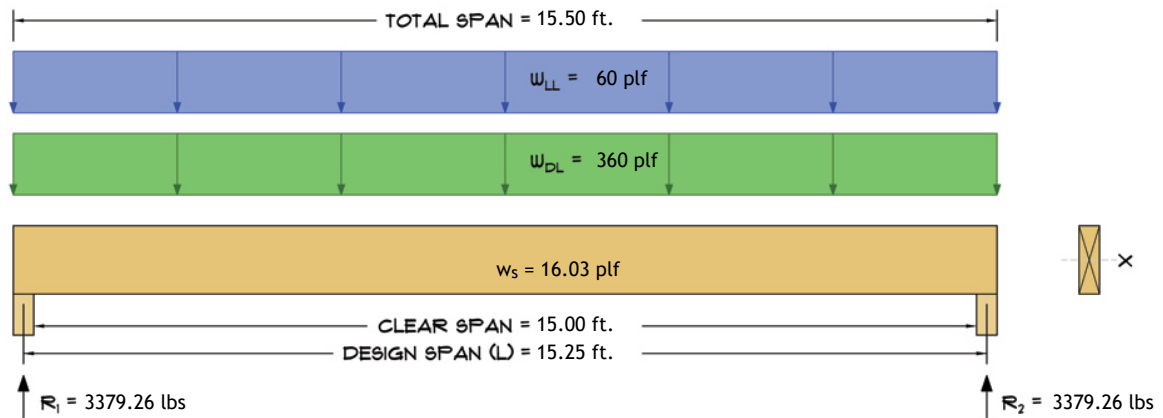 TOTAL SPAN = 15.50 ft.
WLL = 60 plf
WDL = 360 plf
ws = 16.03 plf
X
CLEAR SPAN = 15.00 ft.
DESIGN SPAN (L) = 15.25 ft.
R1 = 3379.26 lbs
R2 = 3379.26 lbs